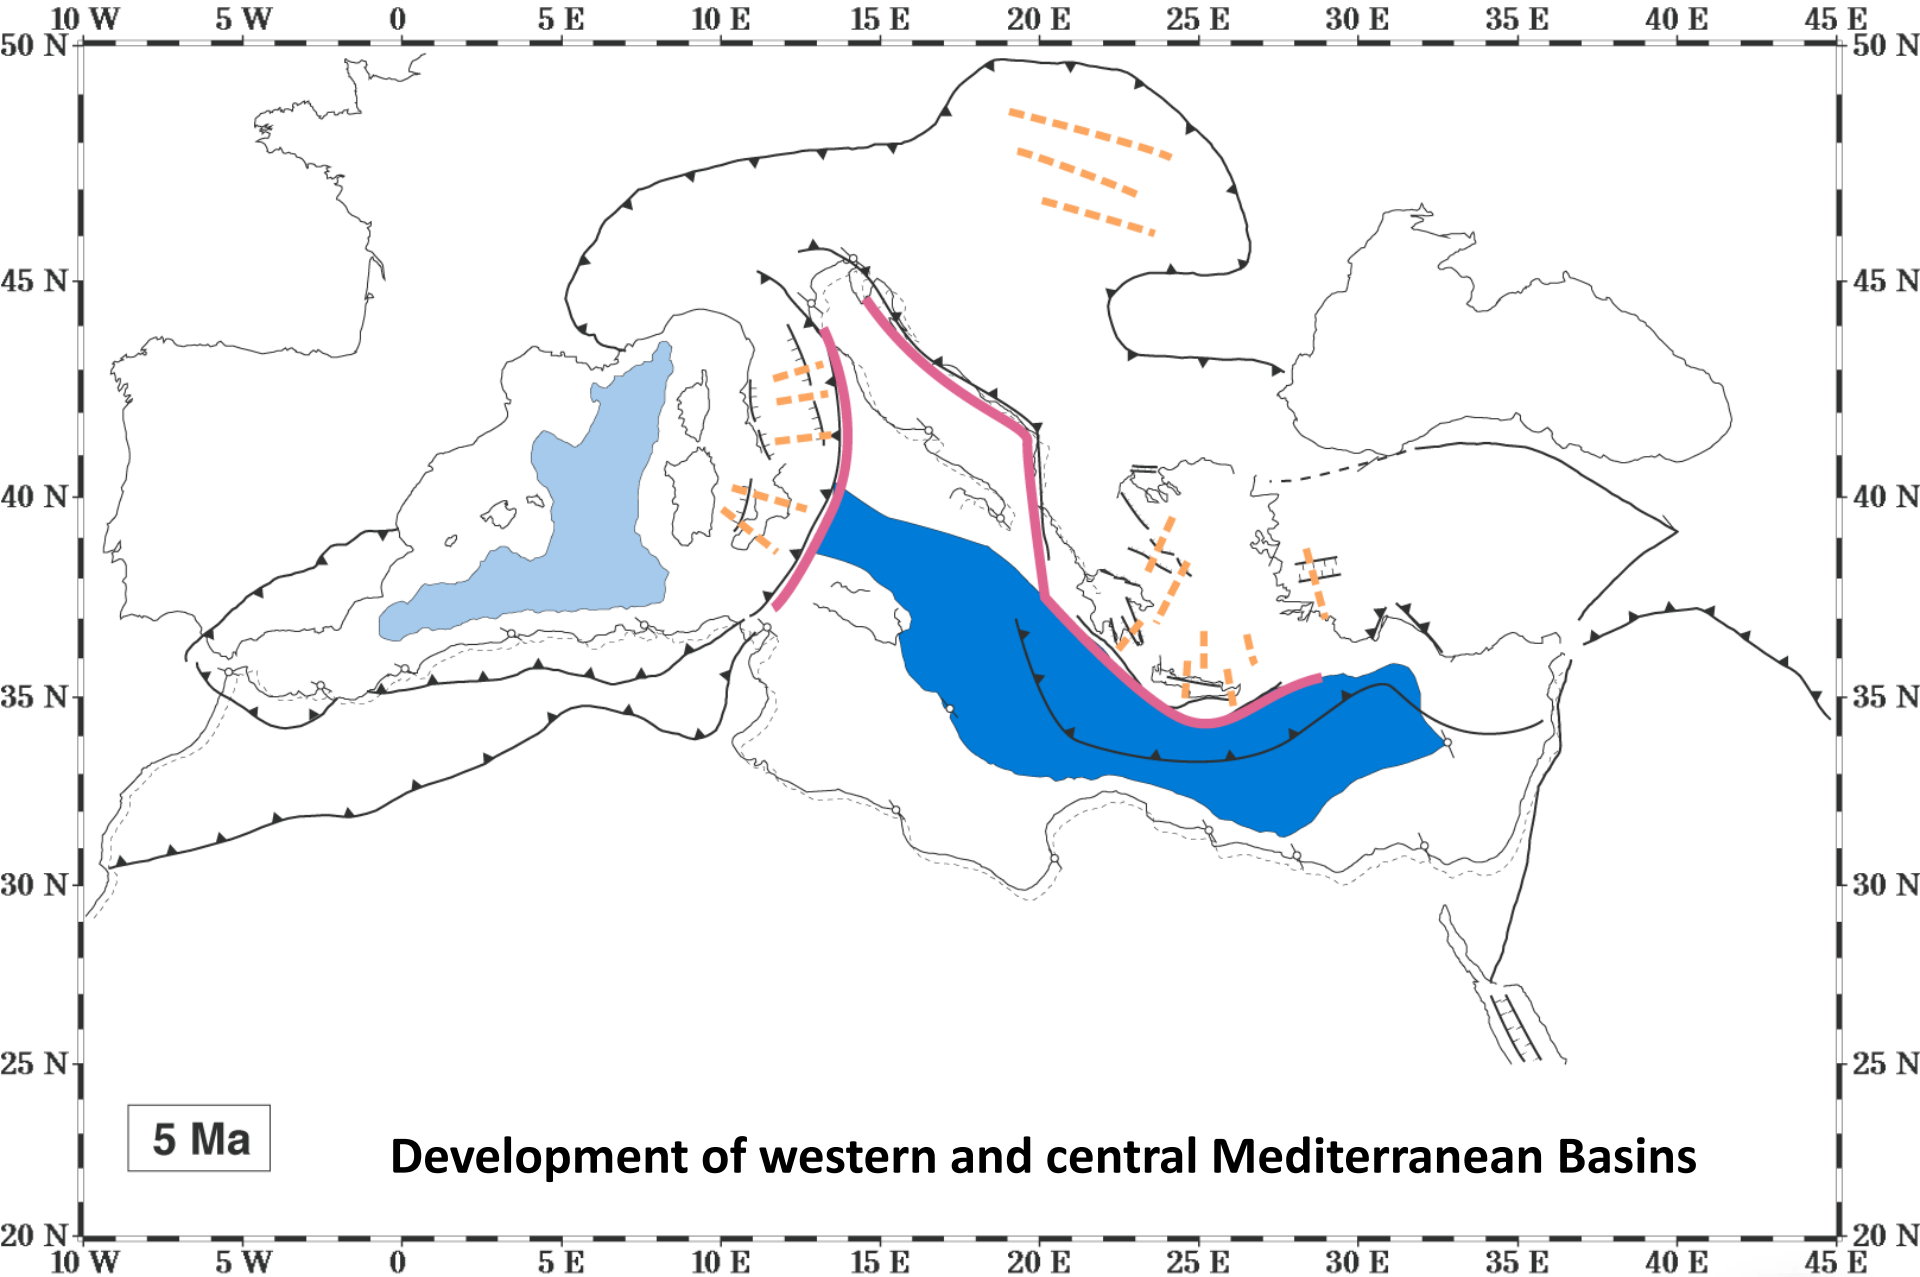 10 W 5 W 0 5 E 10 E 15 E 20 E 25 E 30 E 35 E 40 E 45 E
50 N 50 N
45 N 45 N
40 N 40 N
35 N 35 N
30 N 30 N
25 N 25 N
5 Ma
Development of western and central Mediterranean Basins
20 N 20 N
10 W 5 W 0 5 E 10 E 15 E 20 E 25 E 30 E 35 E 40 E 45 E